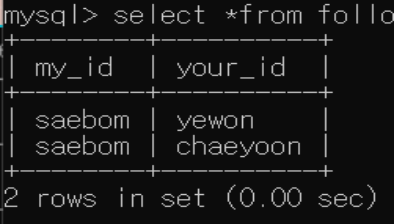 mysql> select *from follo
+--------+----------+
| my_id | your_id |
+--------+----------+
| saebom | yewon |
| saebom | chaeyoon |
+--------+----------+
2 rows in set (0.00 sec)